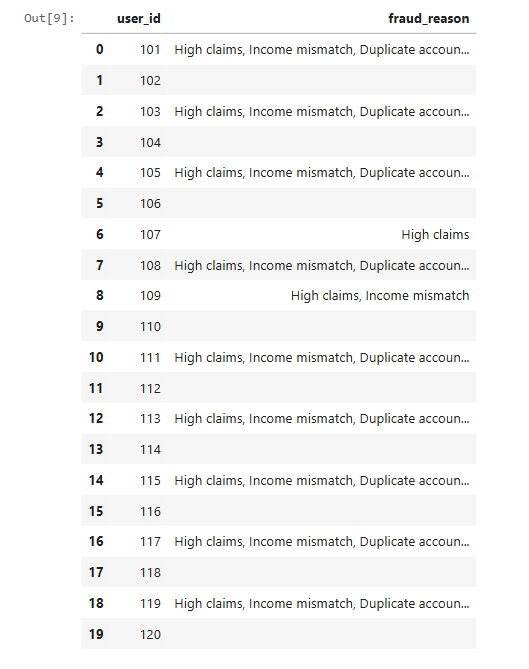 Out[9]: user_id fraud_reason
0 101 High claims, Income mismatch, Duplicate accoun...
1 102
2 103 High claims, Income mismatch, Duplicate accoun...
3 104
4 105 High claims, Income mismatch, Duplicate accoun...
5 106
6 107 High claims
7 108 High claims, Income mismatch, Duplicate accoun...
8 109 High claims, Income mismatch
9 110
10 111 High claims, Income mismatch, Duplicate accoun...
11 112
12 113 High claims, Income mismatch, Duplicate accoun...
13 114
14 115 High claims, Income mismatch, Duplicate accoun...
15 116
16 117 High claims, Income mismatch, Duplicate accoun...
17 118
18 119 High claims, Income mismatch, Duplicate accoun...
19 120